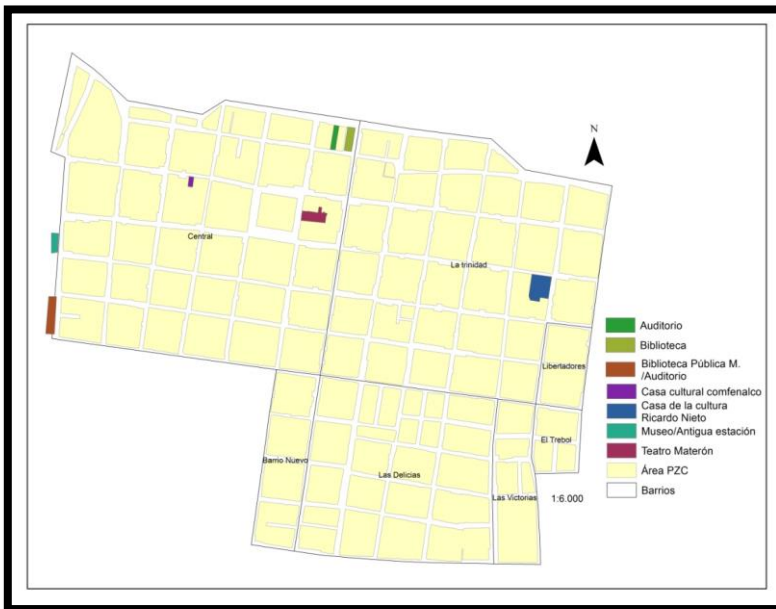 N
Central
La trinidad
Libertadores
El Trebol
Barrio Nuevo
Las Delicias
Las Victorias
1:6.000
Auditorio
Biblioteca
Biblioteca Pública M.
/Auditorio
Casa cultural comfenalco
Casa de la cultura
Ricardo Nieto
Museo/Antigua estación
Teatro Materón
Área PZC
Barrios